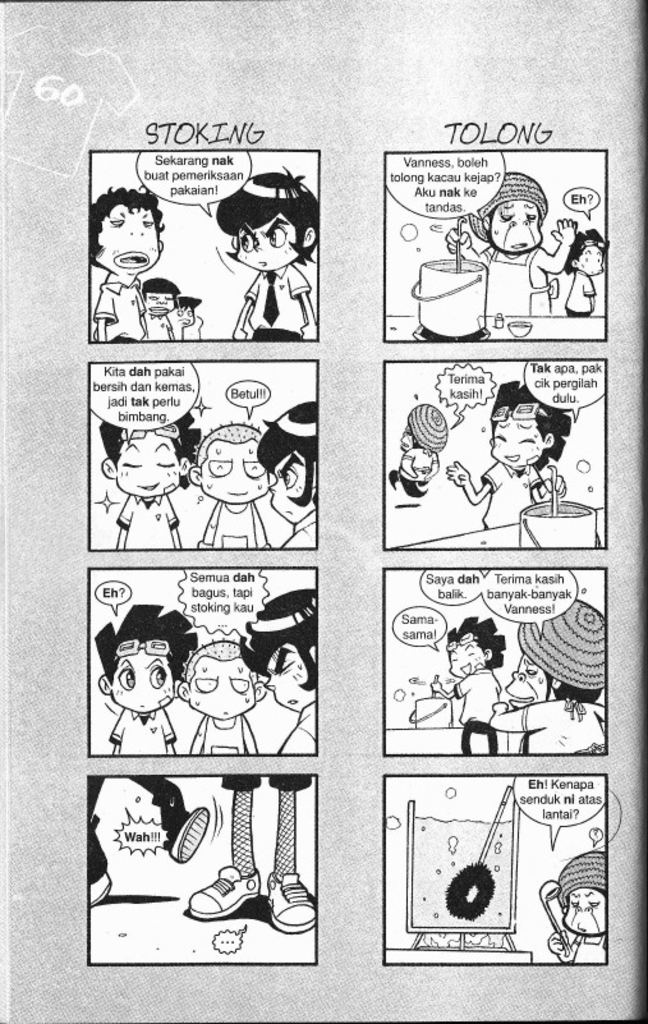 60
STOKING
Sekarang nak
buat pemeriksaan
pakaian!
Kita dah pakai
bersih dan kemas,
jadi tak perlu
bimbang.
Betul!!
Eh?
Semua dah
bagus, tapi
stoking kau
...
Wah!!!
...
TOLONG
Vanness, boleh
tolong kacau kejap?
Aku nak ke
tandas.
Eh?
Terima
kasih!
Tak apa, pak
cik pergilah
dulu.
Saya dah
balik.
Terima kasih
banyak-banyak
Vanness!
Sama-
sama!
Eh! Kenapa
senduk ni atas
lantai?
?